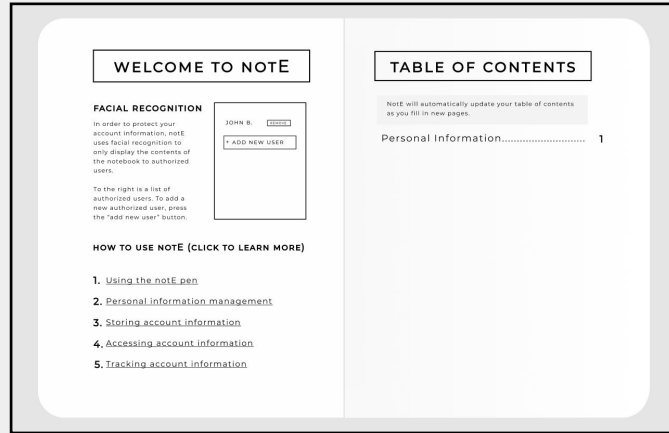 WELCOME TO NOTE
FACIAL RECOGNITION
In order to protect your
account information, notE
uses facial recognition to
only display the contents of
the notebook to authorized
users.
To the right is a list of
authorized users. To add a
new authorized user, press
the "add new user" button.
JOHN B. REMOVE
+ ADD NEW USER
HOW TO USE NOTE (CLICK TO LEARN MORE)
1. Using the notE pen
2. Personal information management
3. Storing account information
4. Accessing account information
5. Tracking account information
TABLE OF CONTENTS
NotE will automatically update your table of contents
as you fill in new pages.
Personal Information............................ 1